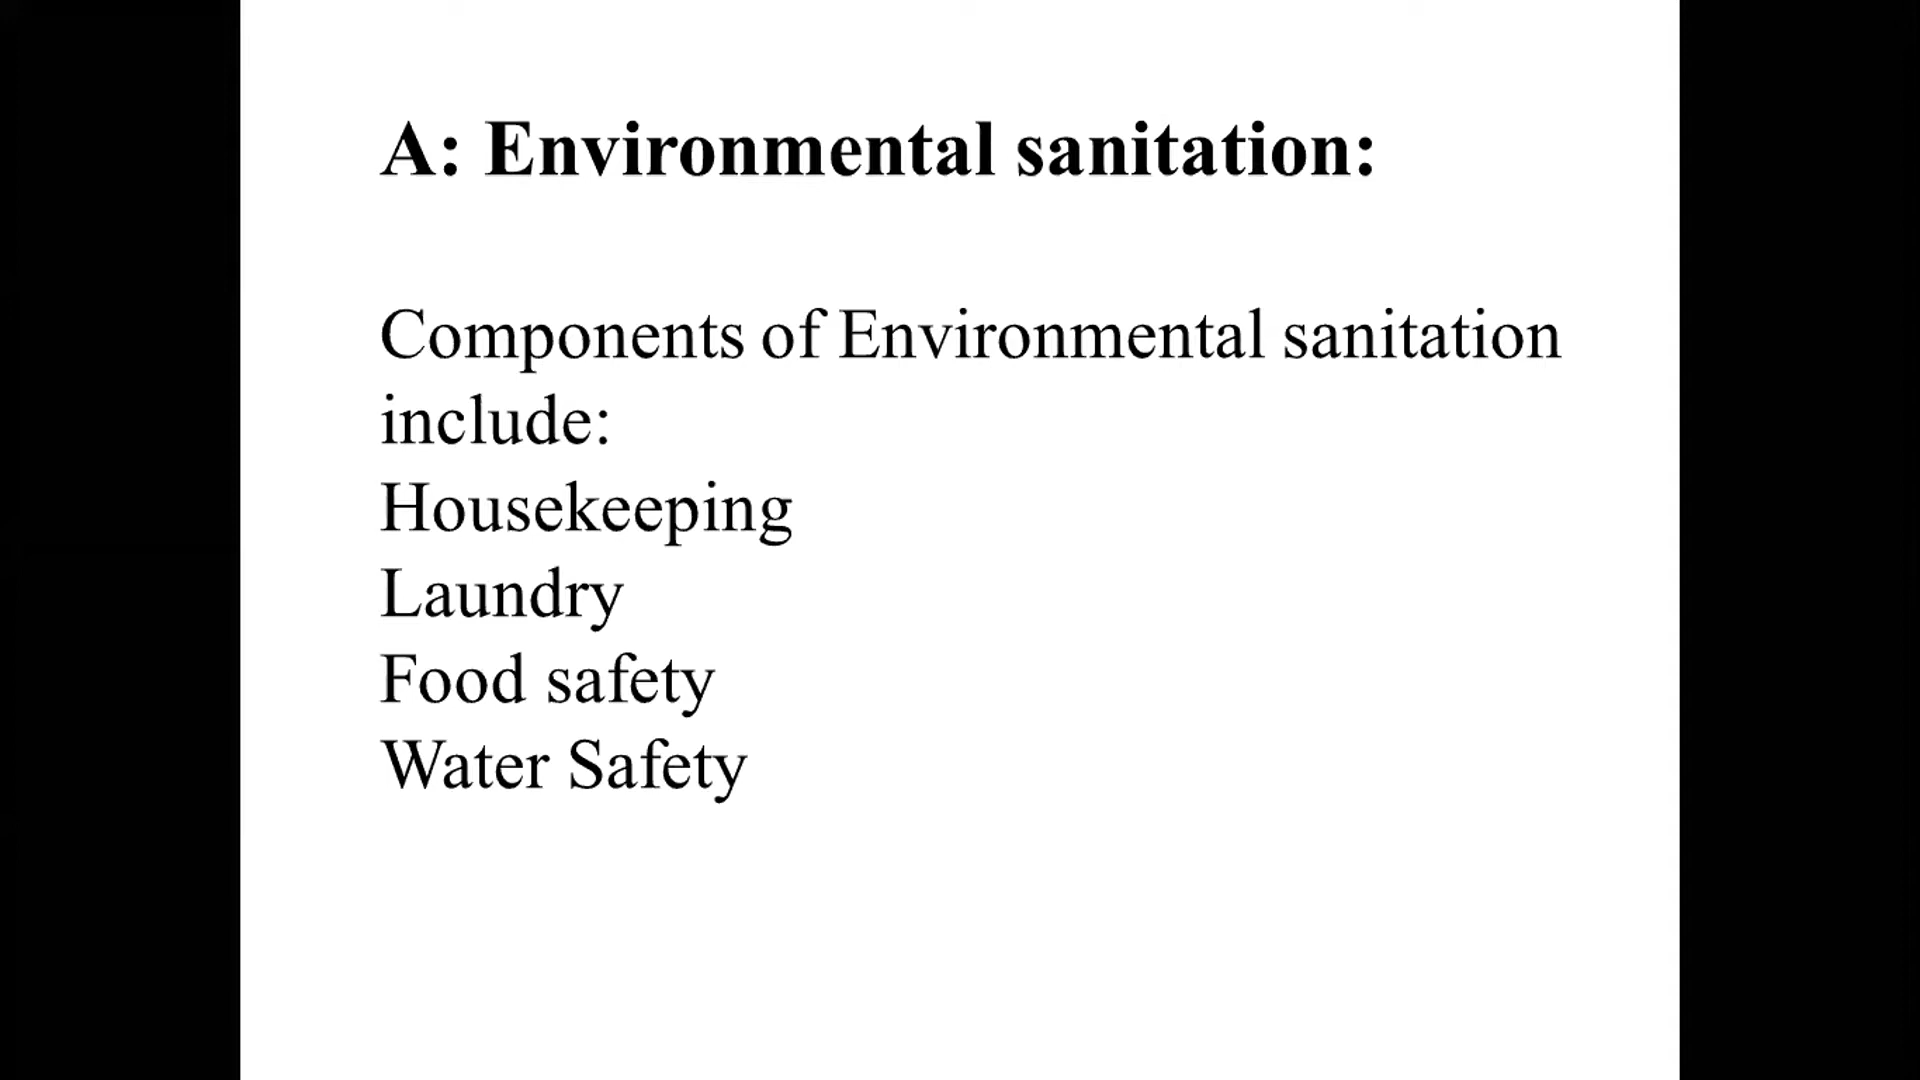 A: Environmental sanitation:
Components of Environmental sanitation
include:
Housekeeping
Laundry
Food safety
Water Safety